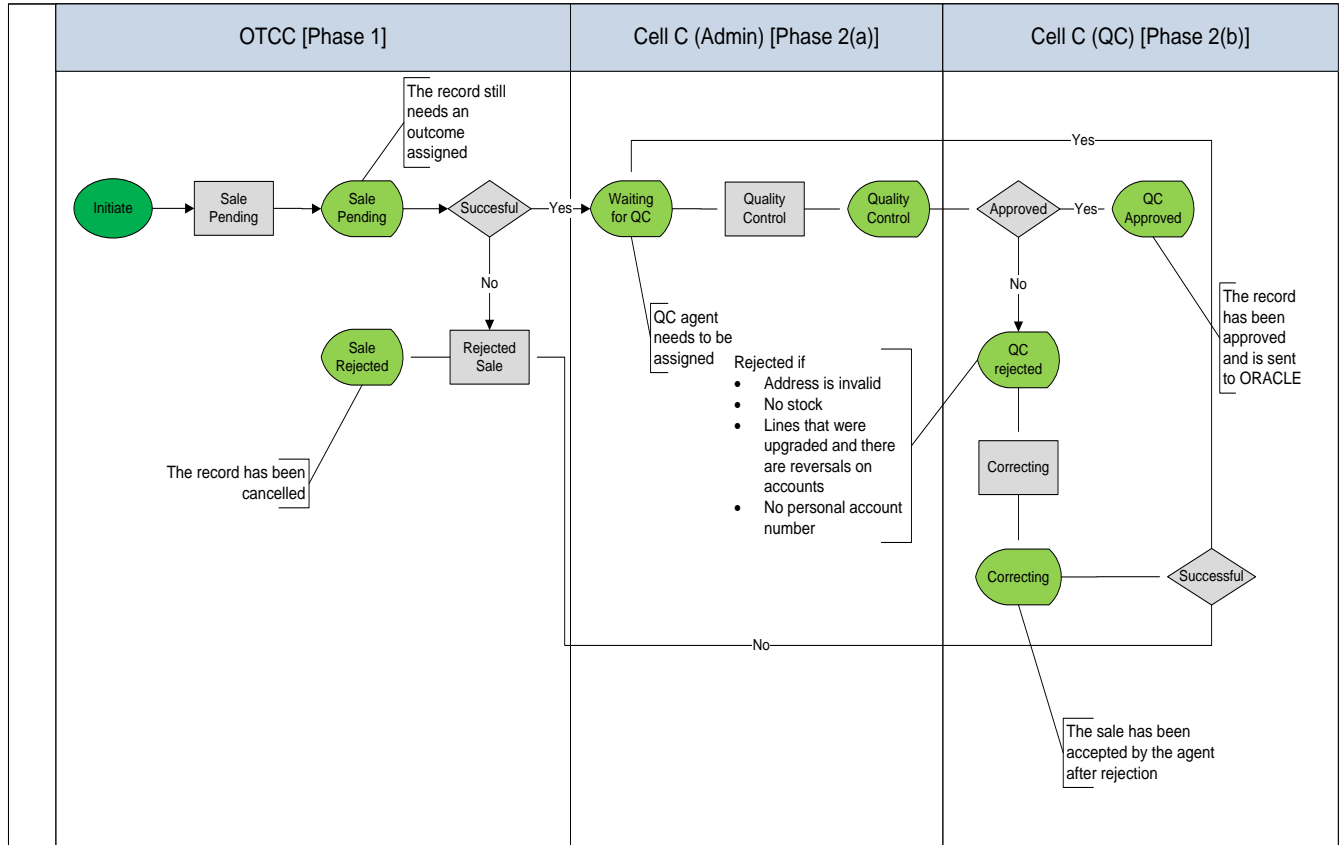 OTCC [Phase 1]
Cell C (Admin) [Phase 2(a)]
Cell C (QC) [Phase 2(b)]
The record still
needs an
outcome
assigned
Yes
Initiate
Sale
Pending
Sale
Pending
Succesful
Yes
Waiting
for QC
Quality
Control
Quality
Control
Approved
Yes
QC
Approved
No
No
QC agent
needs to be
assigned
The record
has been
approved
and is sent
to ORACLE
Sale
Rejected
Rejected
Sale
Rejected if
• Address is invalid
• No stock
• Lines that were
upgraded and there
are reversals on
accounts
• No personal account
number
QC
rejected
The record has been
cancelled
Correcting
Correcting
Successful
No
The sale has been
accepted by the agent
after rejection